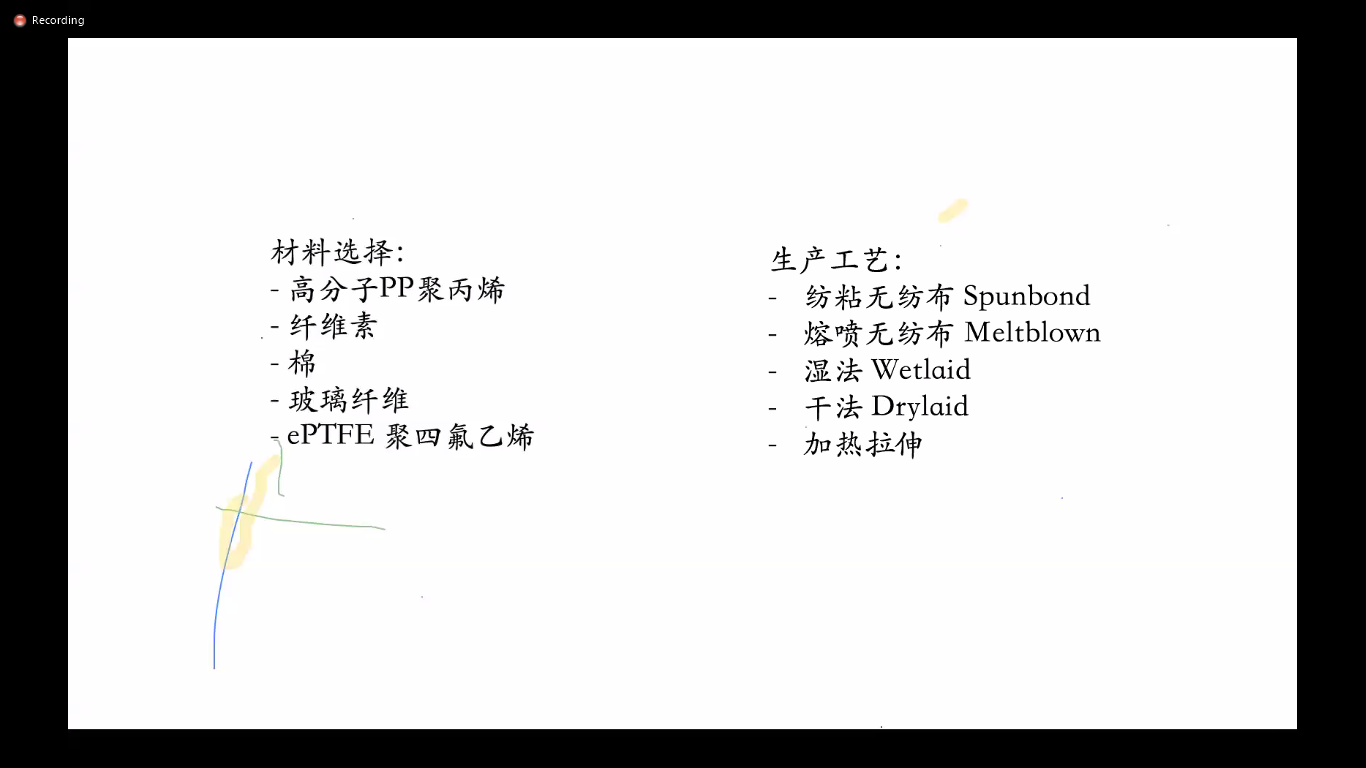 Recording
材料选择：
- 高分子PP聚丙烯
- 纤维素
- 棉
- 玻璃纤维
- ePTFE 聚四氟乙烯
生产工艺：
- 纺粘无纺布 Spunbond
- 熔喷无纺布 Meltblown
- 湿法 Wetlaid
- 干法 Drylaid
- 加热拉伸